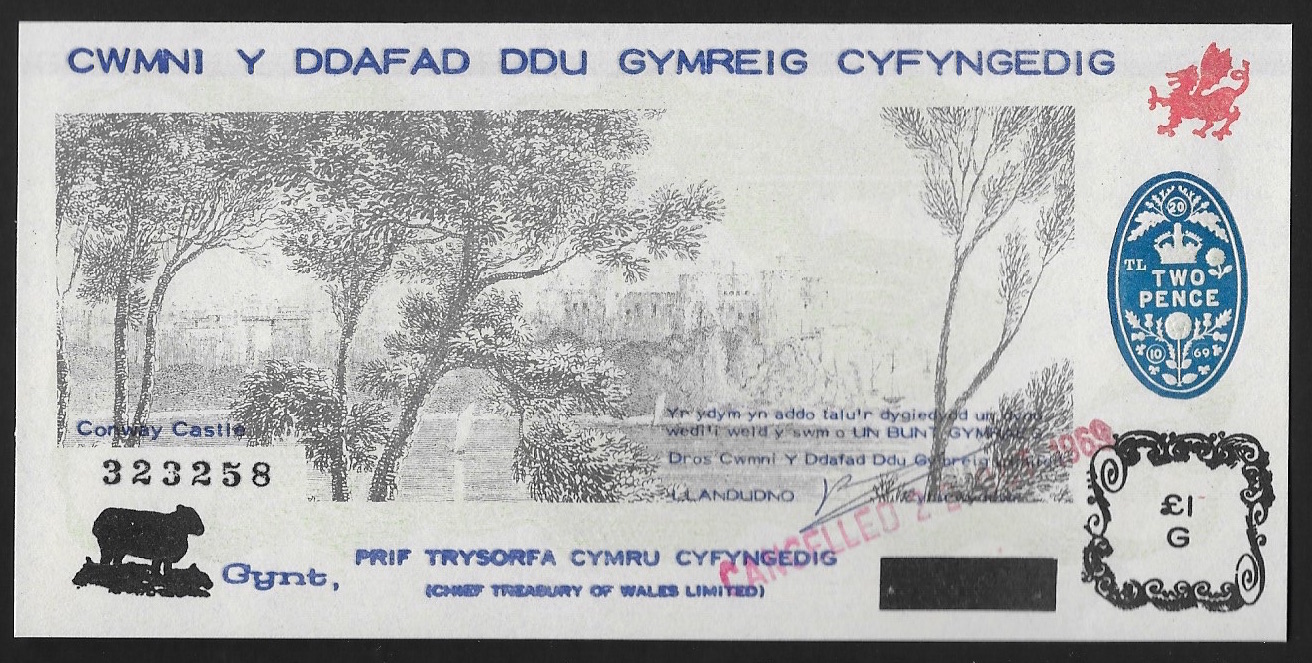 CWMNI Y DDAFAD DDU GYMREIG CYFYNGEDIG
20
TL
TWO
PENCE
10 69
Conway Castle
323258
Yr ydym yn addo talu'r dygiedydd un
wedi'i weld y swm o UN BUNT
Dros Cwmni Y Ddafad Ddu
LLANDUDNO
CANCELLED 1969
£1
G
Gynt,
PRIF TRYSORFA CYMRU CYFYNGEDIG
(CHIEF TREASURY OF WALES LIMITED)